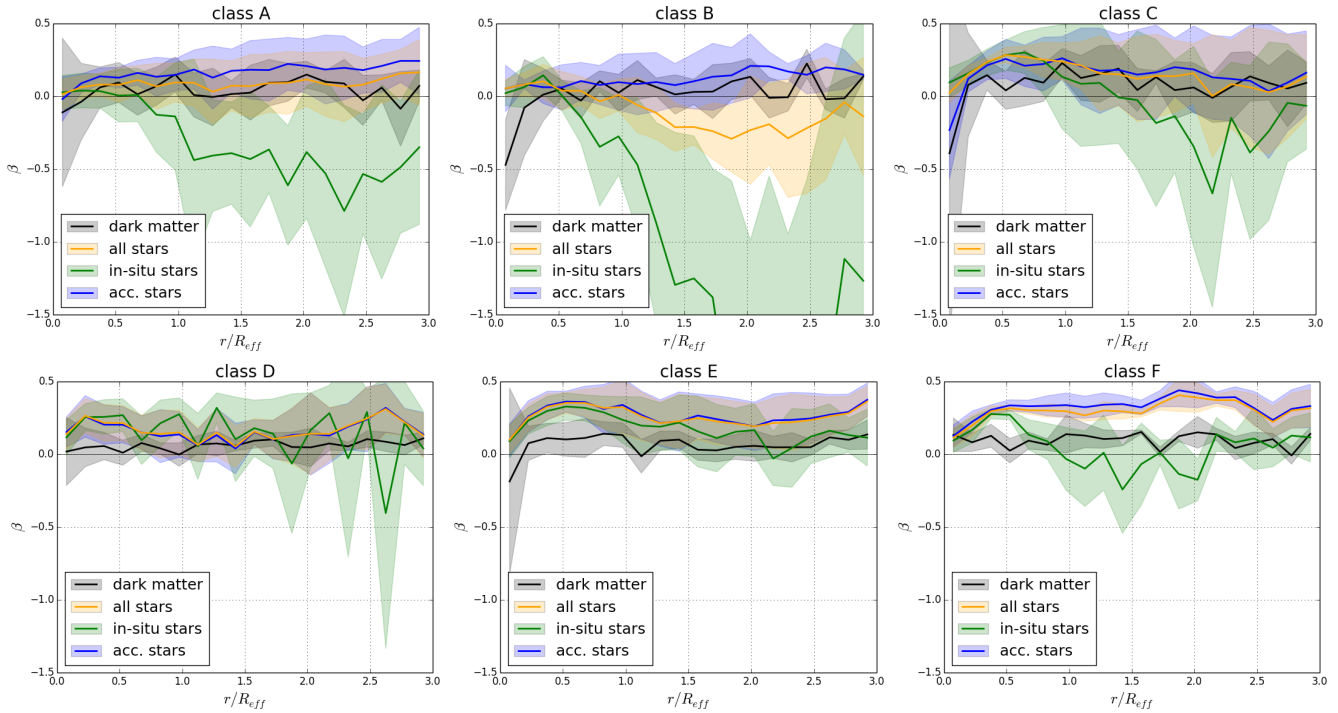 class A
0.5
0.0
−0.5
−1.0
−1.5
β
dark matter
all stars
in-situ stars
acc. stars
0.0 0.5 1.0 1.5 2.0 2.5 3.0
r/R_eff
class B
0.5
0.0
−0.5
−1.0
−1.5
β
dark matter
all stars
in-situ stars
acc. stars
0.0 0.5 1.0 1.5 2.0 2.5 3.0
r/R_eff
class C
0.5
0.0
−0.5
−1.0
−1.5
β
dark matter
all stars
in-situ stars
acc. stars
0.0 0.5 1.0 1.5 2.0 2.5 3.0
r/R_eff
class D
0.5
0.0
−0.5
−1.0
−1.5
β
dark matter
all stars
in-situ stars
acc. stars
0.0 0.5 1.0 1.5 2.0 2.5 3.0
r/R_eff
class E
0.5
0.0
−0.5
−1.0
−1.5
β
dark matter
all stars
in-situ stars
acc. stars
0.0 0.5 1.0 1.5 2.0 2.5 3.0
r/R_eff
class F
0.5
0.0
−0.5
−1.0
−1.5
β
dark matter
all stars
in-situ stars
acc. stars
0.0 0.5 1.0 1.5 2.0 2.5 3.0
r/R_eff